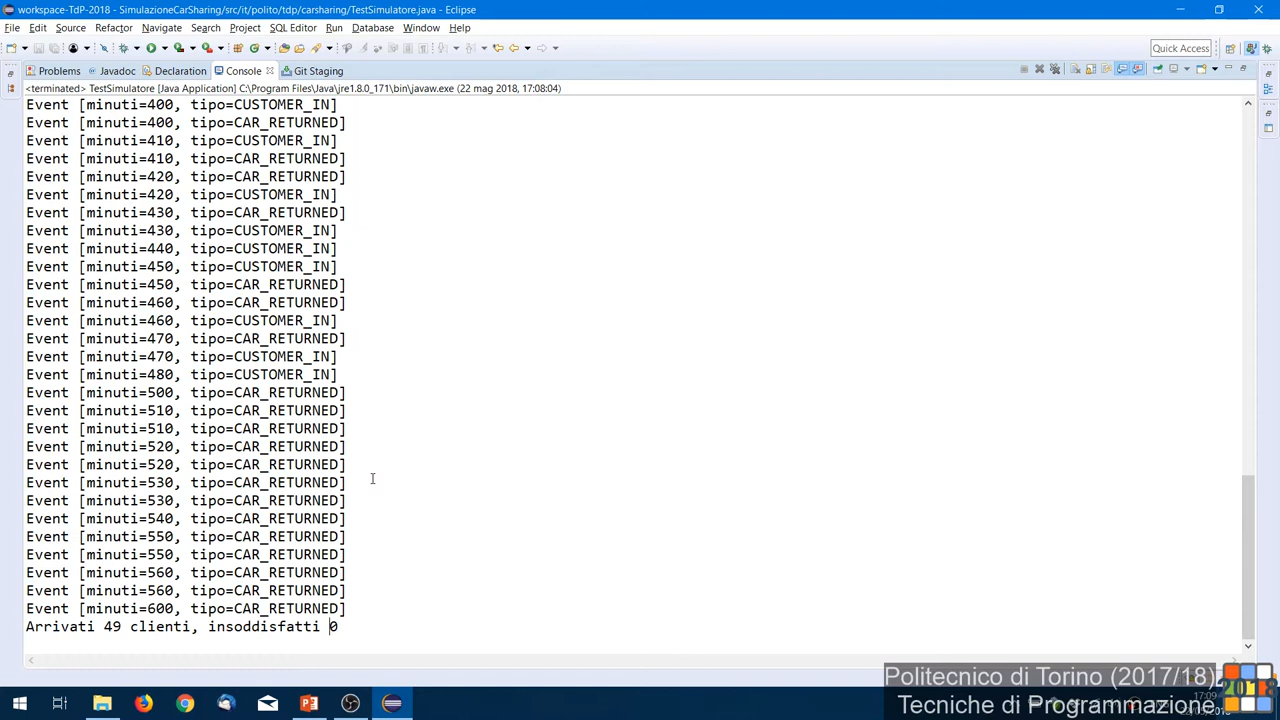 workspace-TdP-2018 - SimulazioneCarSharing/src/it/polito/tdp/carsharing/TestSimulatore.java - Eclipse
File Edit Source Refactor Navigate Search Project SQL Editor Run Database Window Help
Quick Access
Problems Javadoc Declaration Console Git Staging
<terminated> TestSimulatore [Java Application] C:\Program Files\Java\jre1.8.0_171\bin\javaw.exe (22 mag 2018, 17:08:04)
Event [minuti=400, tipo=CUSTOMER_IN]
Event [minuti=400, tipo=CAR_RETURNED]
Event [minuti=410, tipo=CUSTOMER_IN]
Event [minuti=410, tipo=CAR_RETURNED]
Event [minuti=420, tipo=CAR_RETURNED]
Event [minuti=420, tipo=CUSTOMER_IN]
Event [minuti=430, tipo=CAR_RETURNED]
Event [minuti=430, tipo=CUSTOMER_IN]
Event [minuti=440, tipo=CUSTOMER_IN]
Event [minuti=450, tipo=CUSTOMER_IN]
Event [minuti=450, tipo=CAR_RETURNED]
Event [minuti=460, tipo=CAR_RETURNED]
Event [minuti=460, tipo=CUSTOMER_IN]
Event [minuti=470, tipo=CAR_RETURNED]
Event [minuti=470, tipo=CUSTOMER_IN]
Event [minuti=480, tipo=CUSTOMER_IN]
Event [minuti=500, tipo=CAR_RETURNED]
Event [minuti=510, tipo=CAR_RETURNED]
Event [minuti=510, tipo=CAR_RETURNED]
Event [minuti=520, tipo=CAR_RETURNED]
Event [minuti=520, tipo=CAR_RETURNED]
Event [minuti=530, tipo=CAR_RETURNED]
Event [minuti=530, tipo=CAR_RETURNED]
Event [minuti=540, tipo=CAR_RETURNED]
Event [minuti=550, tipo=CAR_RETURNED]
Event [minuti=550, tipo=CAR_RETURNED]
Event [minuti=560, tipo=CAR_RETURNED]
Event [minuti=560, tipo=CAR_RETURNED]
Event [minuti=600, tipo=CAR_RETURNED]
Arrivati 49 clienti, insoddisfatti 0
Politecnico di Torino (2017/18)
Tecniche di Programmazione
2018
17:09